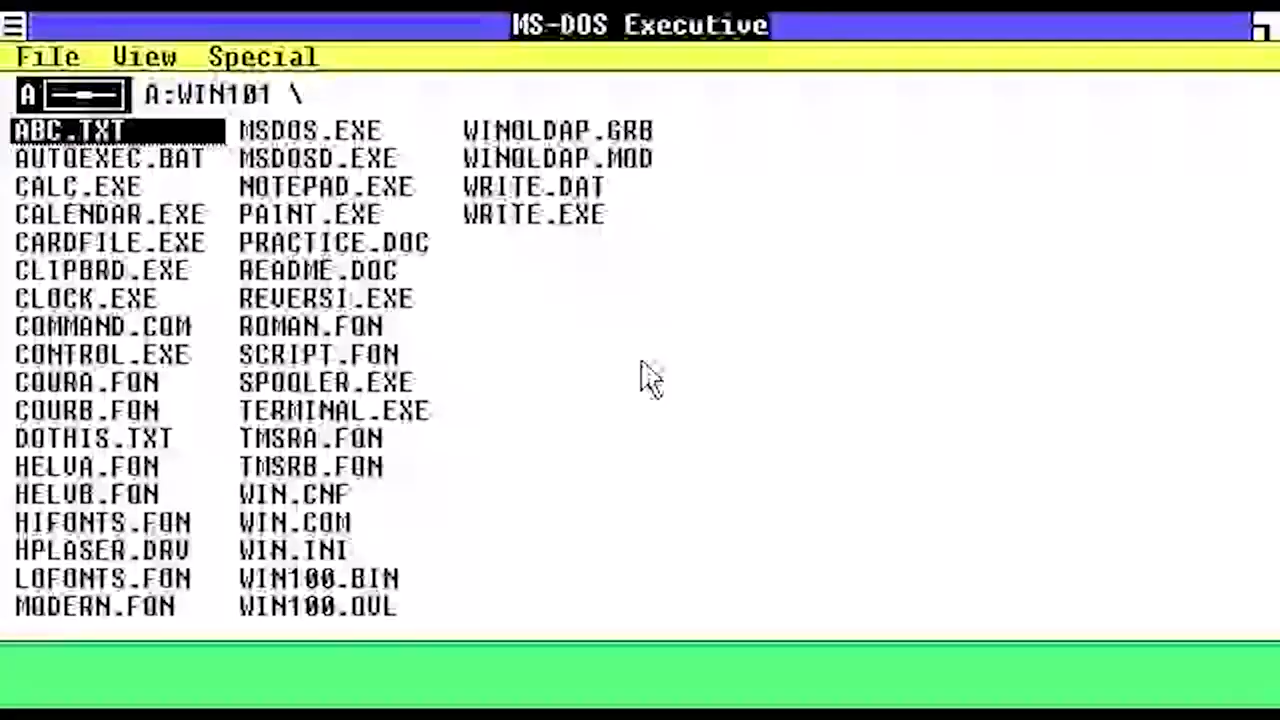 MS-DOS Executive
File View Special
A A:WIN101 \
ABC.TXT MSDOS.EXE WINOLDAP.GRB
AUTOEXEC.BAT MSDOSD.EXE WINOLDAP.MOD
CALC.EXE NOTEPAD.EXE WRITE.DAT
CALENDAR.EXE PAINT.EXE WRITE.EXE
CARDFILE.EXE PRACTICE.DOC
CLIPBRD.EXE README.DOC
CLOCK.EXE REVERSI.EXE
COMMAND.COM ROMAN.FON
CONTROL.EXE SCRIPT.FON
COURA.FON SPOOLER.EXE
COURB.FON TERMINAL.EXE
DOTHIS.TXT TMSRA.FON
HELVA.FON TMSRB.FON
HELVB.FON WIN.CNF
HIFONTS.FON WIN.COM
HPLASER.DRV WIN.INI
LOFONTS.FON WIN100.BIN
MODERN.FON WIN100.OVL